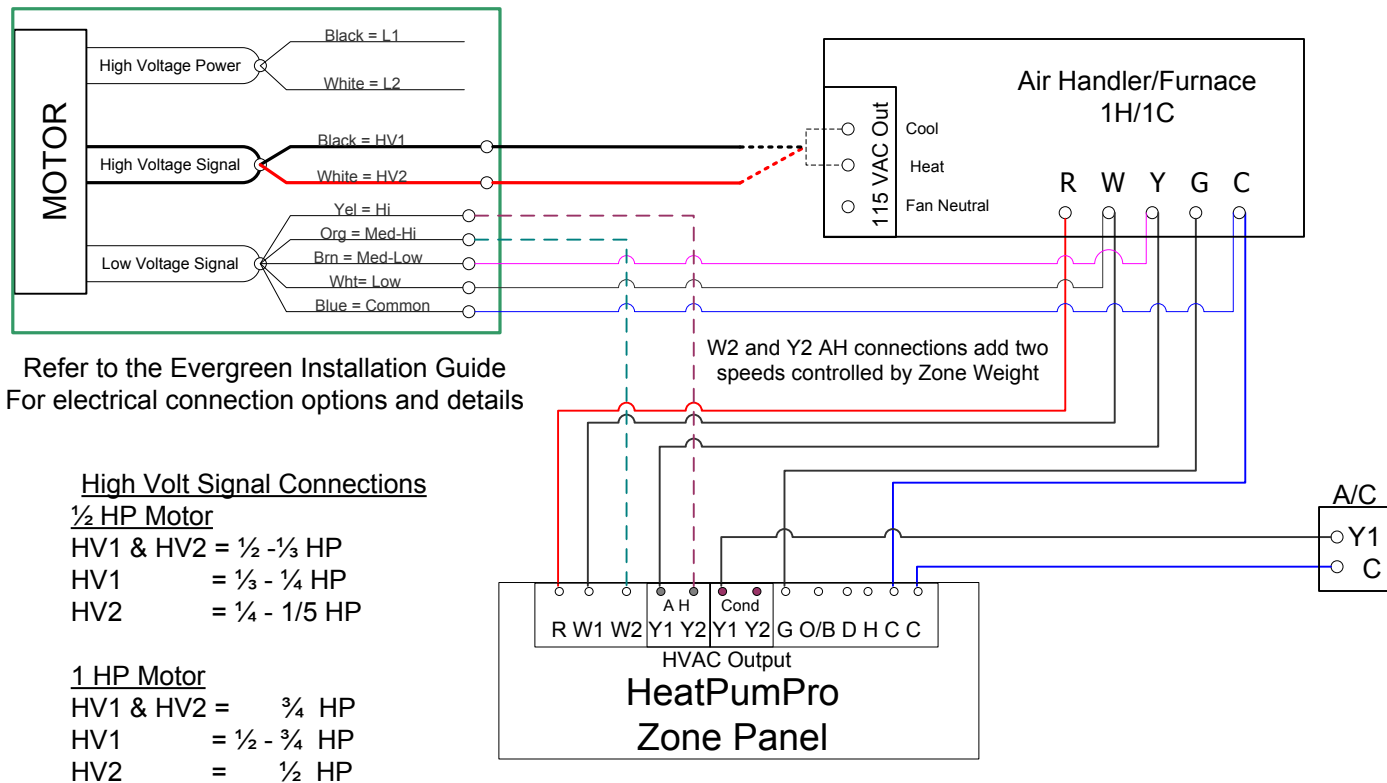 MOTOR
High Voltage Power
Black = L1
White = L2
High Voltage Signal
Black = HV1
White = HV2
Low Voltage Signal
Yel = Hi
Org = Med-Hi
Brn = Med-Low
Wht= Low
Blue = Common
Air Handler/Furnace
1H/1C
115 VAC Out
Cool
Heat
Fan Neutral
R W Y G C
Refer to the Evergreen Installation Guide
For electrical connection options and details
W2 and Y2 AH connections add two
speeds controlled by Zone Weight
High Volt Signal Connections
½ HP Motor
HV1 & HV2 = ½ -⅓ HP
HV1 = ⅓ - ¼ HP
HV2 = ¼ - 1/5 HP
1 HP Motor
HV1 & HV2 = ¾ HP
HV1 = ½ - ¾ HP
HV2 = ½ HP
A/C
Y1
C
A H
Cond
R W1 W2 Y1 Y2 Y1 Y2 G O/B D H C C
HVAC Output
HeatPumPro
Zone Panel